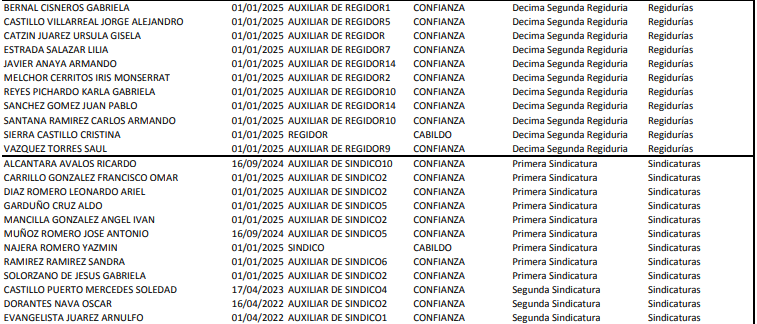 BERNAL CISNEROS GABRIELA 01/01/2025 AUXILIAR DE REGIDOR1 CONFIANZA Decima Segunda Regiduria Regidurías
CASTILLO VILLARREAL JORGE ALEJANDRO 01/01/2025 AUXILIAR DE REGIDOR5 CONFIANZA Decima Segunda Regiduria Regidurías
CATZIN JUAREZ URSULA GISELA 01/01/2025 AUXILIAR DE REGIDOR CONFIANZA Decima Segunda Regiduria Regidurías
ESTRADA SALAZAR LILIA 01/01/2025 AUXILIAR DE REGIDOR7 CONFIANZA Decima Segunda Regiduria Regidurías
JAVIER ANAYA ARMANDO 01/01/2025 AUXILIAR DE REGIDOR14 CONFIANZA Decima Segunda Regiduria Regidurías
MELCHOR CERRITOS IRIS MONSERRAT 01/01/2025 AUXILIAR DE REGIDOR2 CONFIANZA Decima Segunda Regiduria Regidurías
REYES PICHARDO KARLA GABRIELA 01/01/2025 AUXILIAR DE REGIDOR10 CONFIANZA Decima Segunda Regiduria Regidurías
SANCHEZ GOMEZ JUAN PABLO 01/01/2025 AUXILIAR DE REGIDOR14 CONFIANZA Decima Segunda Regiduria Regidurías
SANTANA RAMIREZ CARLOS ARMANDO 01/01/2025 AUXILIAR DE REGIDOR10 CONFIANZA Decima Segunda Regiduria Regidurías
SIERRA CASTILLO CRISTINA 01/01/2025 REGIDOR CABILDO Decima Segunda Regiduria Regidurías
VAZQUEZ TORRES SAUL 01/01/2025 AUXILIAR DE REGIDOR9 CONFIANZA Decima Segunda Regiduria Regidurías
ALCANTARA AVALOS RICARDO 16/09/2024 AUXILIAR DE SINDICO10 CONFIANZA Primera Sindicatura Sindicaturas
CARRILLO GONZALEZ FRANCISCO OMAR 01/01/2025 AUXILIAR DE SINDICO2 CONFIANZA Primera Sindicatura Sindicaturas
DIAZ ROMERO LEONARDO ARIEL 01/01/2025 AUXILIAR DE SINDICO2 CONFIANZA Primera Sindicatura Sindicaturas
GARDUÑO CRUZ ALDO 01/01/2025 AUXILIAR DE SINDICO5 CONFIANZA Primera Sindicatura Sindicaturas
MANCILLA GONZALEZ ANGEL IVAN 01/01/2025 AUXILIAR DE SINDICO2 CONFIANZA Primera Sindicatura Sindicaturas
MUÑOZ ROMERO JOSE ANTONIO 16/09/2024 AUXILIAR DE SINDICO5 CONFIANZA Primera Sindicatura Sindicaturas
NAJERA ROMERO YAZMIN 01/01/2025 SINDICO CABILDO Primera Sindicatura Sindicaturas
RAMIREZ RAMIREZ SANDRA 01/01/2025 AUXILIAR DE SINDICO6 CONFIANZA Primera Sindicatura Sindicaturas
SOLORZANO DE JESUS GABRIELA 01/01/2025 AUXILIAR DE SINDICO2 CONFIANZA Primera Sindicatura Sindicaturas
CASTILLO PUERTO MERCEDES SOLEDAD 17/04/2023 AUXILIAR DE SINDICO4 CONFIANZA Segunda Sindicatura Sindicaturas
DORANTES NAVA OSCAR 16/04/2022 AUXILIAR DE SINDICO2 CONFIANZA Segunda Sindicatura Sindicaturas
EVANGELISTA JUAREZ ARNULFO 01/04/2022 AUXILIAR DE SINDICO1 CONFIANZA Segunda Sindicatura Sindicaturas